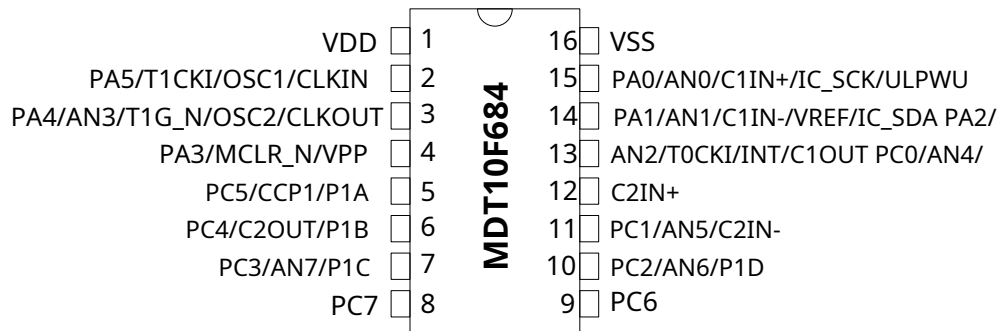 VDD 1 16 VSS
PA5/T1CKI/OSC1/CLKIN 2 15 PA0/AN0/C1IN+/IC_SCK/ULPWU
PA4/AN3/T1G_N/OSC2/CLKOUT 3 14 PA1/AN1/C1IN-/VREF/IC_SDA PA2/
PA3/MCLR_N/VPP 4 13 AN2/T0CKI/INT/C1OUT PC0/AN4/
PC5/CCP1/P1A 5 12 C2IN+
PC4/C2OUT/P1B 6 11 PC1/AN5/C2IN-
PC3/AN7/P1C 7 10 PC2/AN6/P1D
PC7 8 9 PC6
MDT10F684